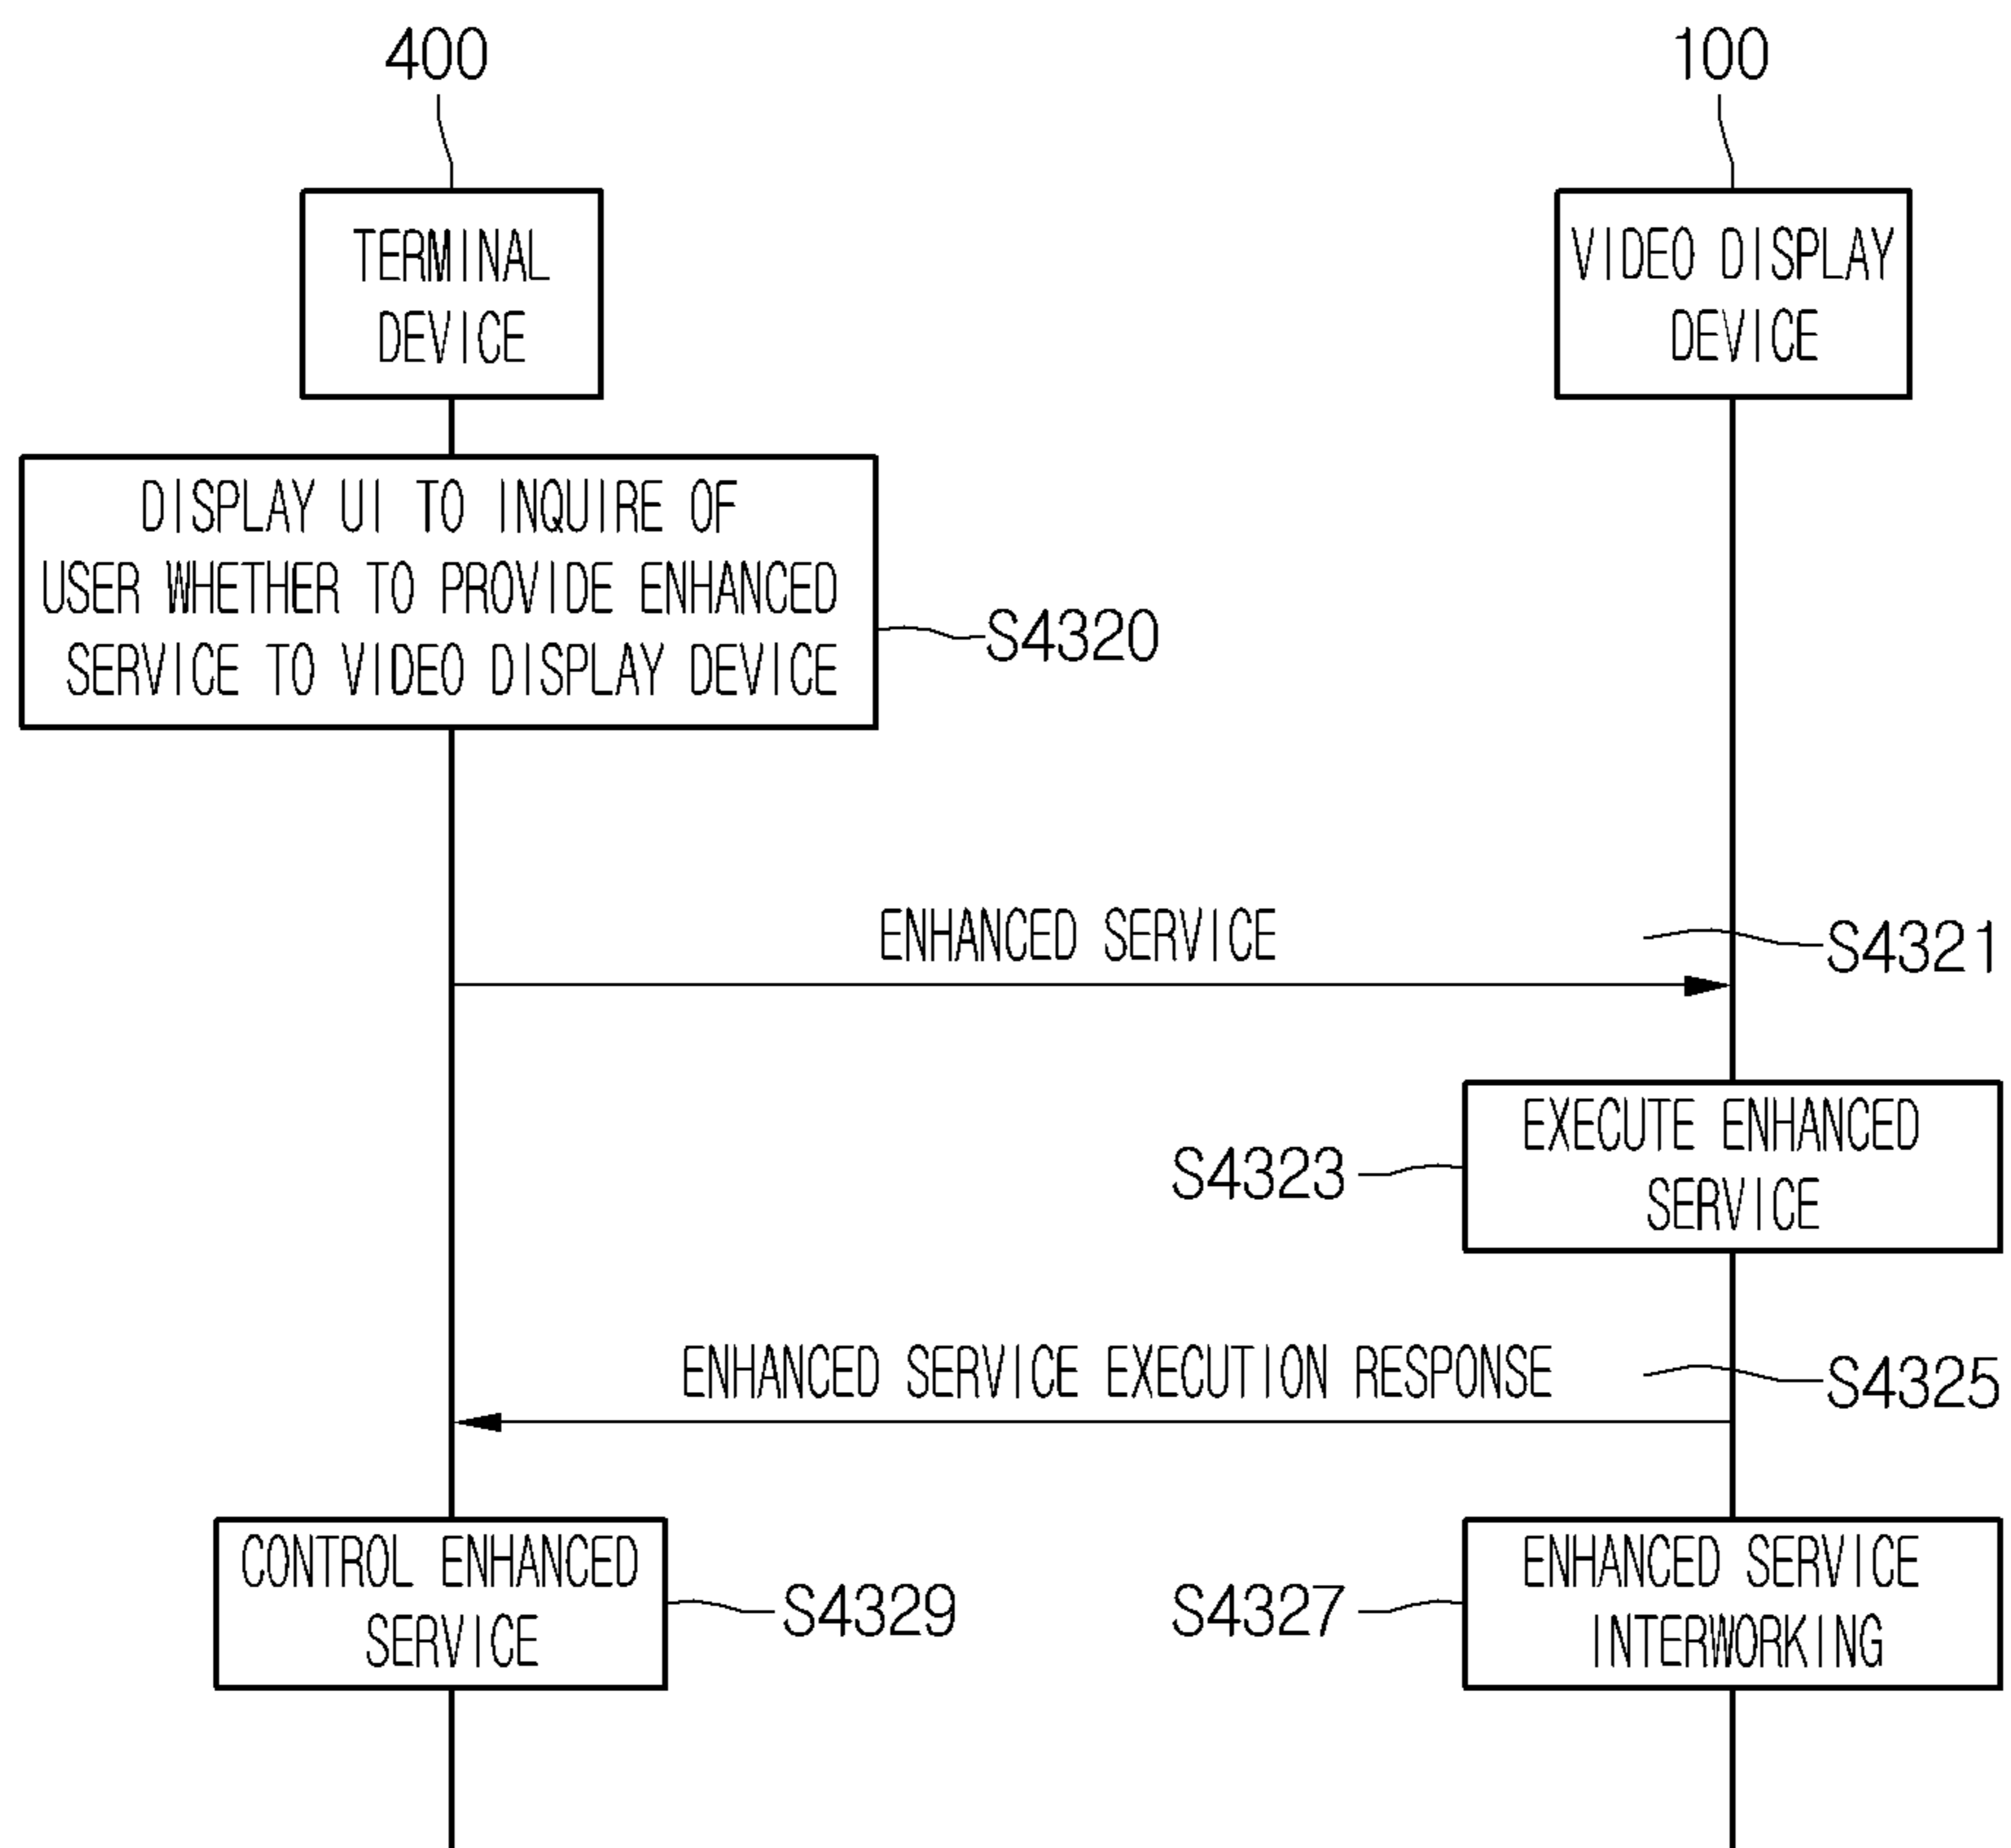 400
100
TERMINAL
DEVICE
VIDEO DISPLAY
DEVICE
DISPLAY UI TO INQUIRE OF
USER WHETHER TO PROVIDE ENHANCED
SERVICE TO VIDEO DISPLAY DEVICE
S4320
ENHANCED SERVICE
S4321
EXECUTE ENHANCED
SERVICE
S4323
ENHANCED SERVICE EXECUTION RESPONSE
S4325
CONTROL ENHANCED
SERVICE
S4329
S4327
ENHANCED SERVICE
INTERWORKING